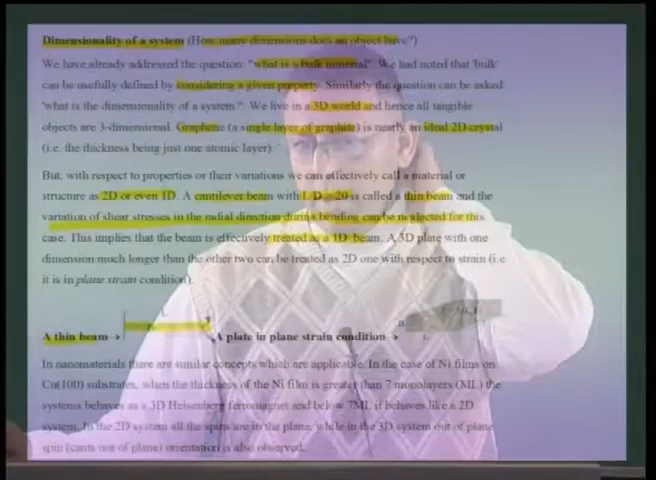 Dimensionality of a system (How many dimensions does an object have?)
We have already addressed the question: "what is a bulk material". We had noted that 'bulk'
can be usefully defined by considering a given property. Similarly the question can be asked:
'what is the dimensionality of a system?'. We live in a 3D world and hence all tangible
objects are 3-dimensional. Graphene (a single layer of graphite) is nearly an ideal 2D crystal
(i.e. the thickness being just one atomic layer).
But, with respect to properties or their variations we can effectively call a material or
structure as 2D or even 1D. A cantilever beam with L/D > 20 is called a thin beam and the
variation of shear stresses in the radial direction during bending can be neglected for this
case. This implies that the beam is effectively treated as a 1D beam. A 3D plate with one
dimension much longer than the other two can be treated as 2D one with respect to strain (i.e.
it is in plane strain condition).
L
A thin beam→ A plate in plane strain condition →
In nanomaterials there are similar concepts which are applicable. In the case of Ni films on
Cu(100) substrates, when the thickness of the Ni film is greater than 7 monolayers (ML) the
systems behaves as a 3D Heisenberg ferromagnet and below 7ML it behaves like a 2D
system. In the 2D system all the spins are in the plane, while in the 3D system out of plane
spin (cants out of plane) orientation is also observed.